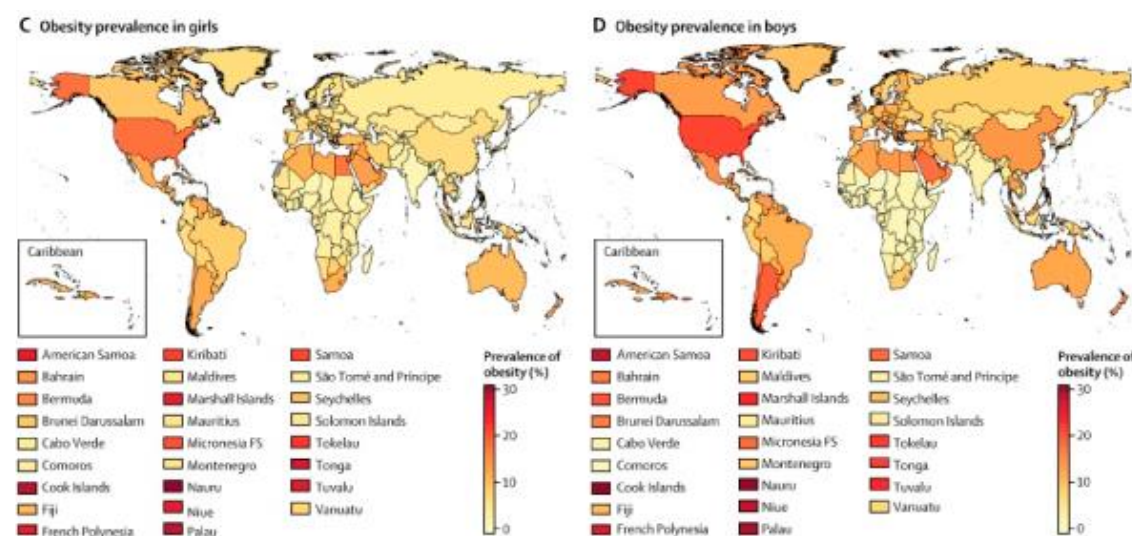 C Obesity prevalence in girls
Caribbean
American Samoa
Bahrain
Bermuda
Brunei Darussalam
Cabo Verde
Comoros
Cook Islands
Fiji
French Polynesia
Kiribati
Maldives
Marshall Islands
Mauritius
Micronesia FS
Montenegro
Nauru
Niue
Palau
Samoa
São Tomé and Príncipe
Seychelles
Solomon Islands
Tokelau
Tonga
Tuvalu
Vanuatu
Prevalence of
obesity (%)
30
20
10
0
D Obesity prevalence in boys
Caribbean
American Samoa
Bahrain
Bermuda
Brunei Darussalam
Cabo Verde
Comoros
Cook Islands
Fiji
French Polynesia
Kiribati
Maldives
Marshall Islands
Mauritius
Micronesia FS
Montenegro
Nauru
Niue
Palau
Samoa
São Tomé and Príncipe
Seychelles
Solomon Islands
Tokelau
Tonga
Tuvalu
Vanuatu
Prevalence of
obesity (%)
30
20
10
0